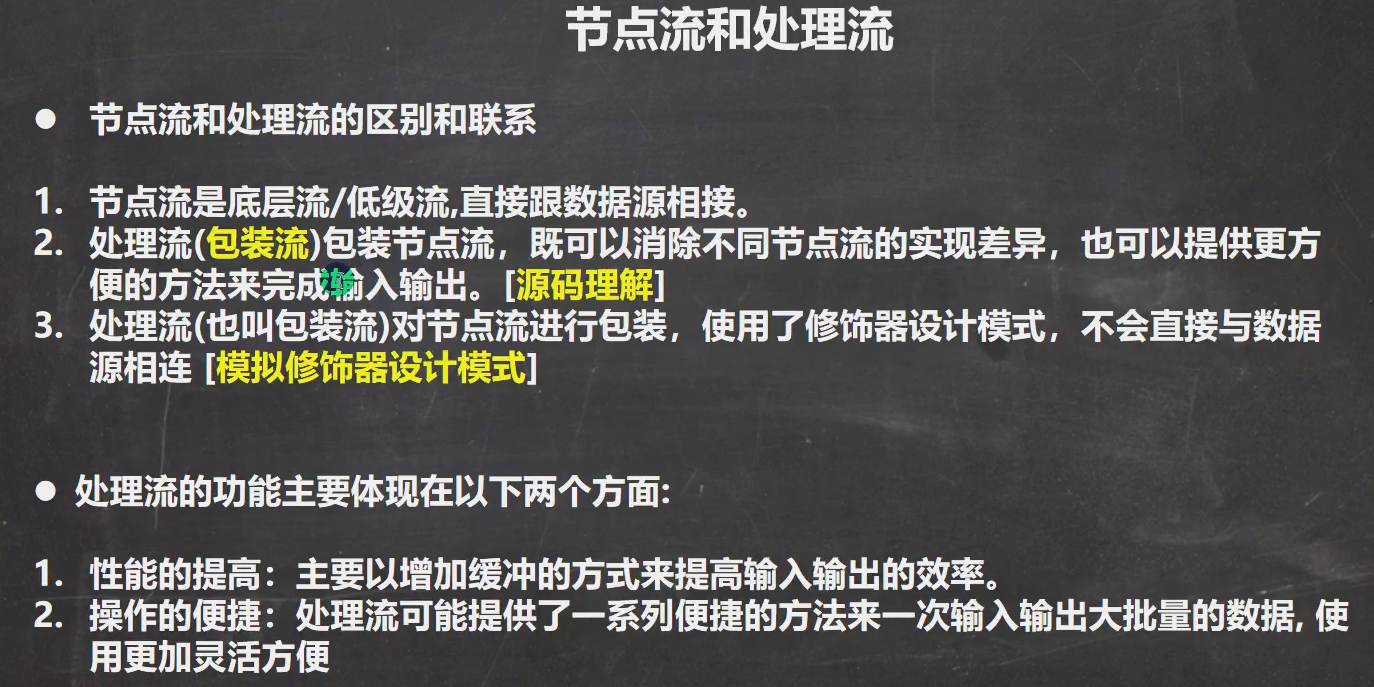 节点流和处理流
● 节点流和处理流的区别和联系
1. 节点流是底层流/低级流,直接跟数据源相接。
2. 处理流(包装流)包装节点流，既可以消除不同节点流的实现差异，也可以提供更方
便的方法来完成输入输出。[源码理解]
3. 处理流(也叫包装流)对节点流进行包装，使用了修饰器设计模式，不会直接与数据
源相连 [模拟修饰器设计模式]
● 处理流的功能主要体现在以下两个方面:
1. 性能的提高：主要以增加缓冲的方式来提高输入输出的效率。
2. 操作的便捷：处理流可能提供了一系列便捷的方法来一次输入输出大批量的数据, 使
用更加灵活方便